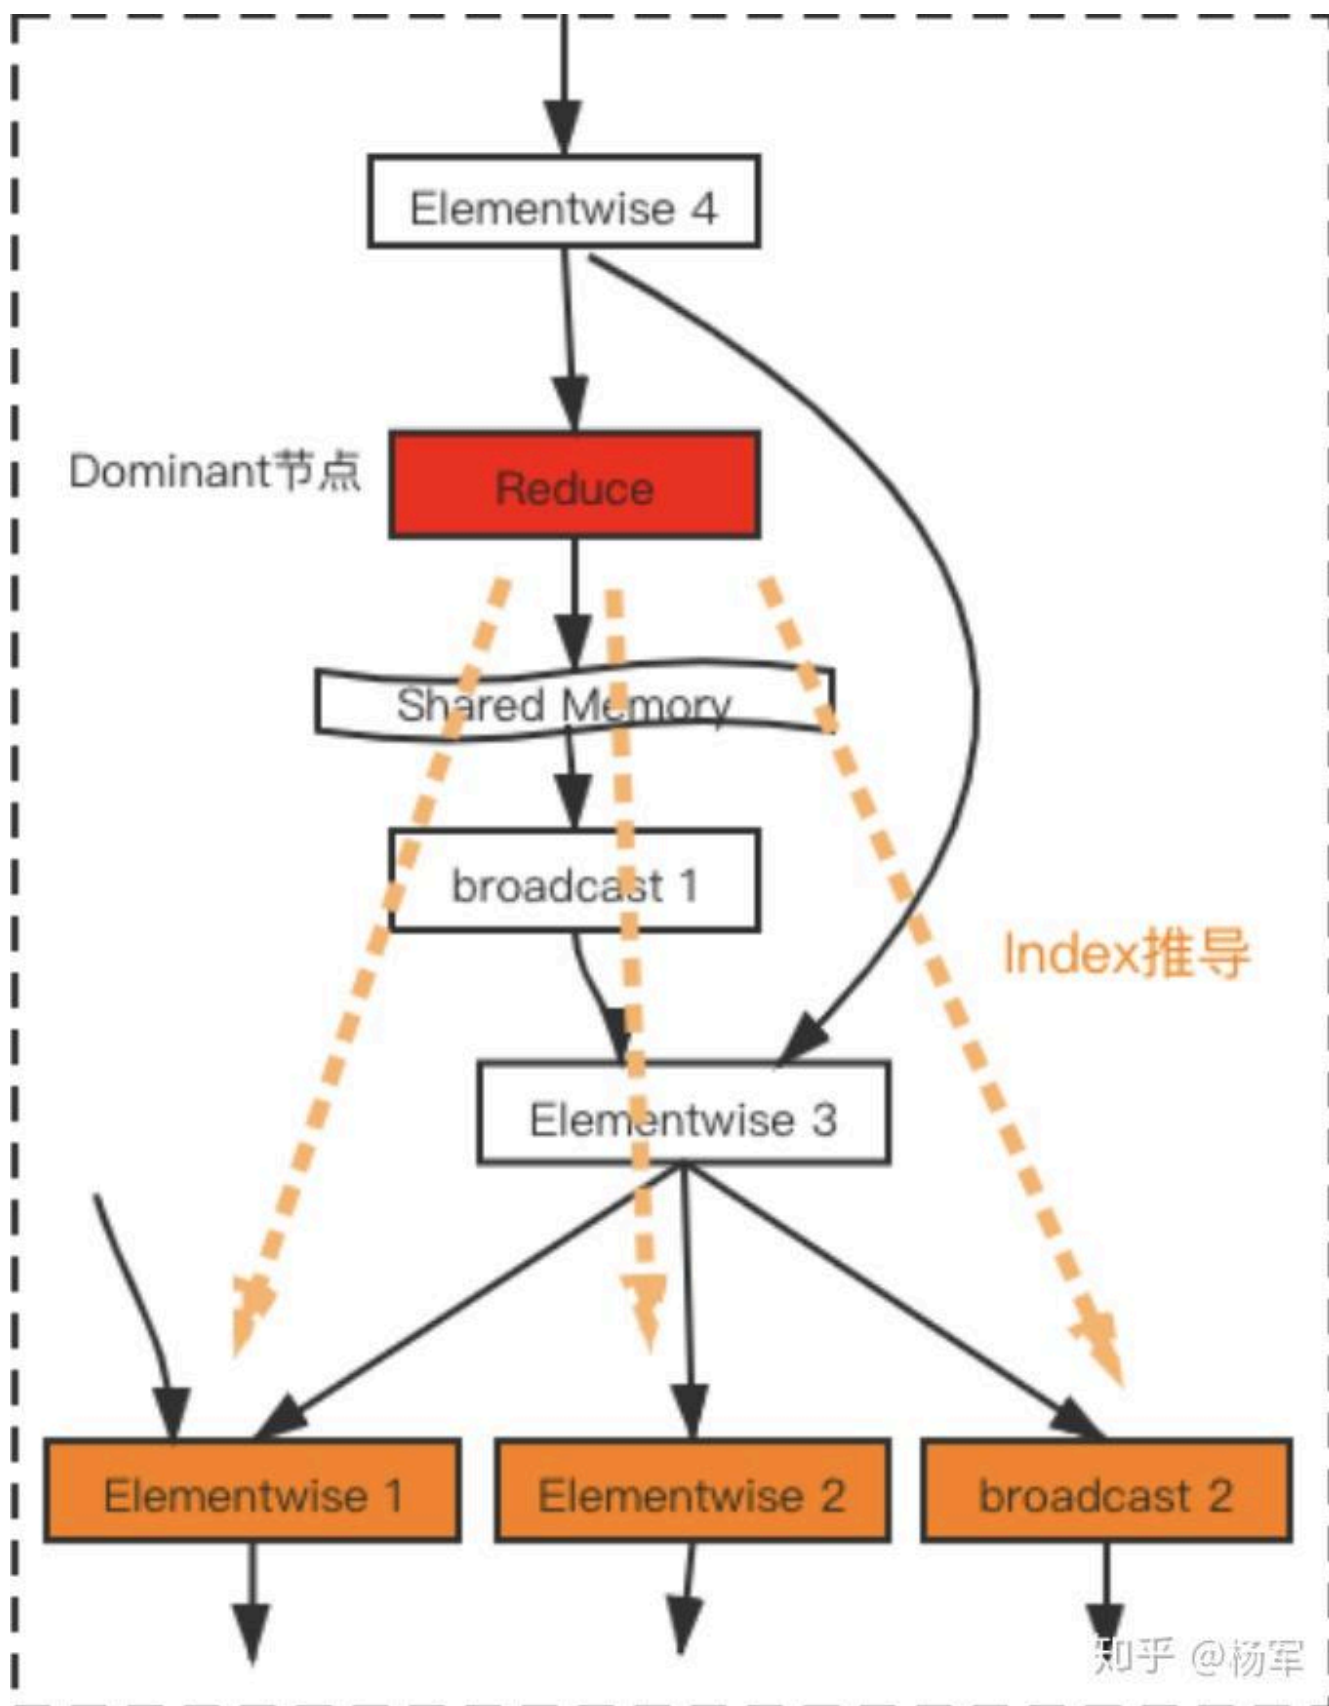 Elementwise 4
Dominant节点
Reduce
Shared Memory
broadcast 1
Index推导
Elementwise 3
Elementwise 1
Elementwise 2
broadcast 2
知乎 @杨军